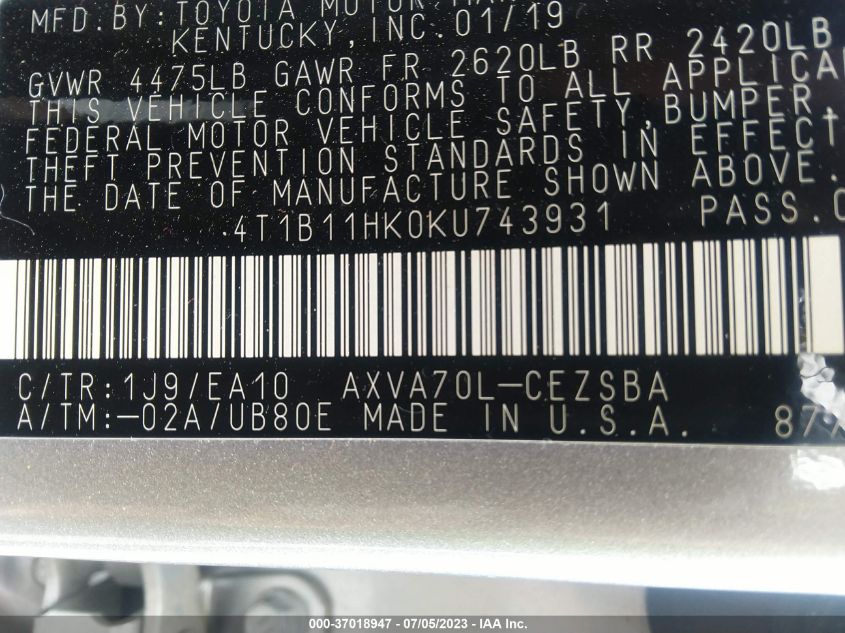 MFD. BY: TOYOTA MOTOR
KENTUCKY, INC. 01/19
GVWR 4475LB GAWR FR 2620LB RR 2420LB
THIS VEHICLE CONFORMS TO ALL APPLICA
FEDERAL MOTOR VEHICLE SAFETY, BUMPER,
THEFT PREVENTION STANDARDS IN EFFECT
THE DATE OF MANUFACTURE SHOWN ABOVE.
4T1B11HK0KU743931 PASS.
C/TR:1J9/EA10 AXVA70L-CEZSBA
A/TM:-02A/UB80E MADE IN U.S.A.
000-37018947 - 07/05/2023 - IAA Inc.